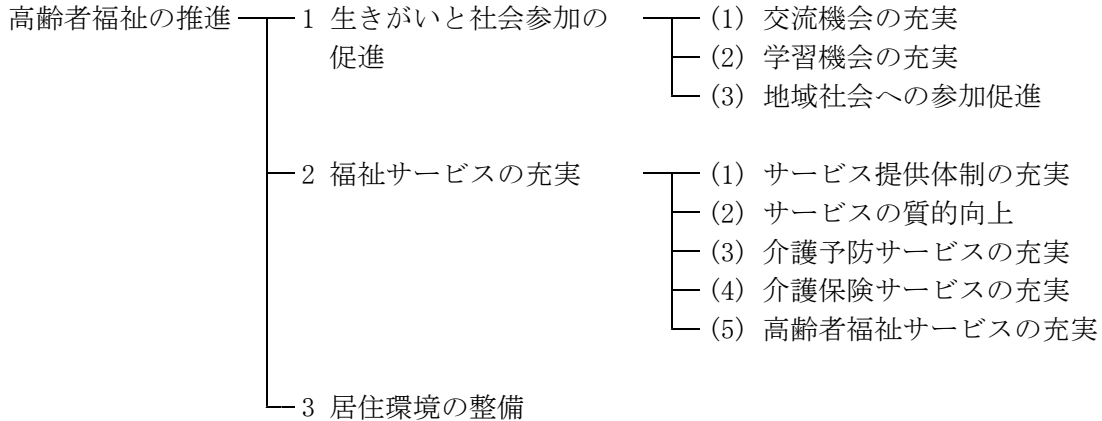 高齢者福祉の推進
1 生きがいと社会参加の
促進
(1) 交流機会の充実
(2) 学習機会の充実
(3) 地域社会への参加促進
2 福祉サービスの充実
(1) サービス提供体制の充実
(2) サービスの質的向上
(3) 介護予防サービスの充実
(4) 介護保険サービスの充実
(5) 高齢者福祉サービスの充実
3 居住環境の整備